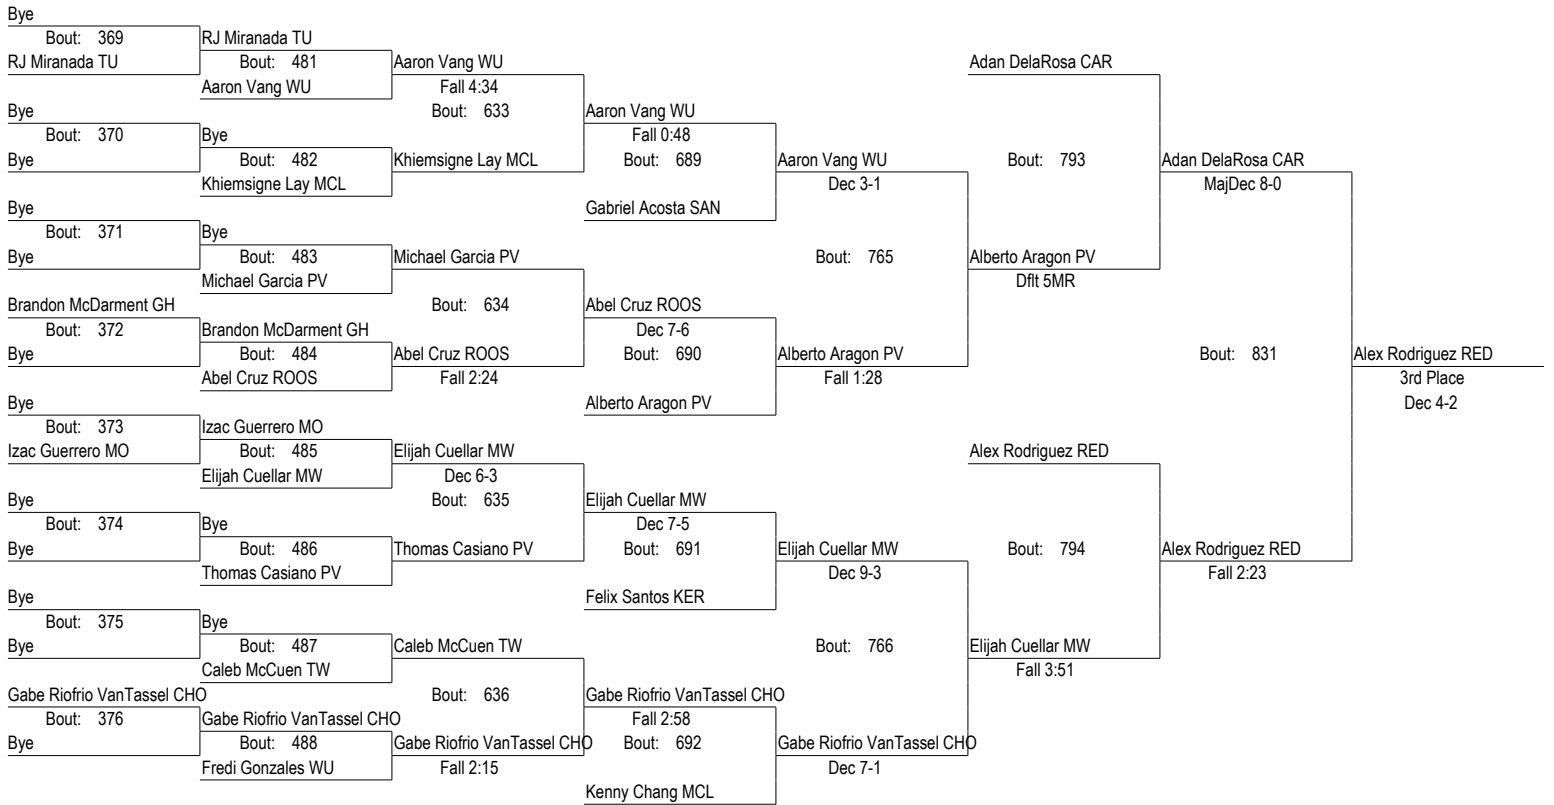 Bye
Bout: 369
RJ Miranada TU
Bye
Bout: 370
Bye
Bye
Bout: 371
Bye
Brandon McDarment GH
Bout: 372
Bye
Bye
Bout: 373
Izac Guerrero MO
Bye
Bout: 374
Bye
Bye
Bout: 375
Bye
Gabe Riofrio VanTassel CHO
Bout: 376
Bye
RJ Miranada TU
Bout: 481
Aaron Vang WU
Bye
Bout: 482
Khiemsigne Lay MCL
Bye
Bout: 483
Michael Garcia PV
Brandon McDarment GH
Bout: 484
Abel Cruz ROOS
Izac Guerrero MO
Bout: 485
Elijah Cuellar MW
Bye
Bout: 486
Thomas Casiano PV
Bye
Bout: 487
Caleb McCuen TW
Gabe Riofrio VanTassel CHO
Bout: 488
Fredi Gonzales WU
Aaron Vang WU
Fall 4:34
Bout: 633
Khiemsigne Lay MCL
Michael Garcia PV
Bout: 634
Abel Cruz ROOS
Fall 2:24
Elijah Cuellar MW
Dec 6-3
Bout: 635
Thomas Casiano PV
Caleb McCuen TW
Bout: 636
Gabe Riofrio VanTassel CHO
Fall 2:15
Aaron Vang WU
Fall 0:48
Bout: 689
Gabriel Acosta SAN
Abel Cruz ROOS
Dec 7-6
Bout: 690
Alberto Aragon PV
Elijah Cuellar MW
Dec 7-5
Bout: 691
Felix Santos KER
Gabe Riofrio VanTassel CHO
Fall 2:58
Bout: 692
Kenny Chang MCL
Aaron Vang WU
Dec 3-1
Bout: 765
Alberto Aragon PV
Fall 1:28
Elijah Cuellar MW
Dec 9-3
Bout: 766
Gabe Riofrio VanTassel CHO
Dec 7-1
Adan DelaRosa CAR
Bout: 793
Alberto Aragon PV
Dflt 5MR
Alex Rodriguez RED
Bout: 794
Elijah Cuellar MW
Fall 3:51
Adan DelaRosa CAR
MajDec 8-0
Bout: 831
Alex Rodriguez RED
Fall 2:23
Alex Rodriguez RED
3rd Place
Dec 4-2